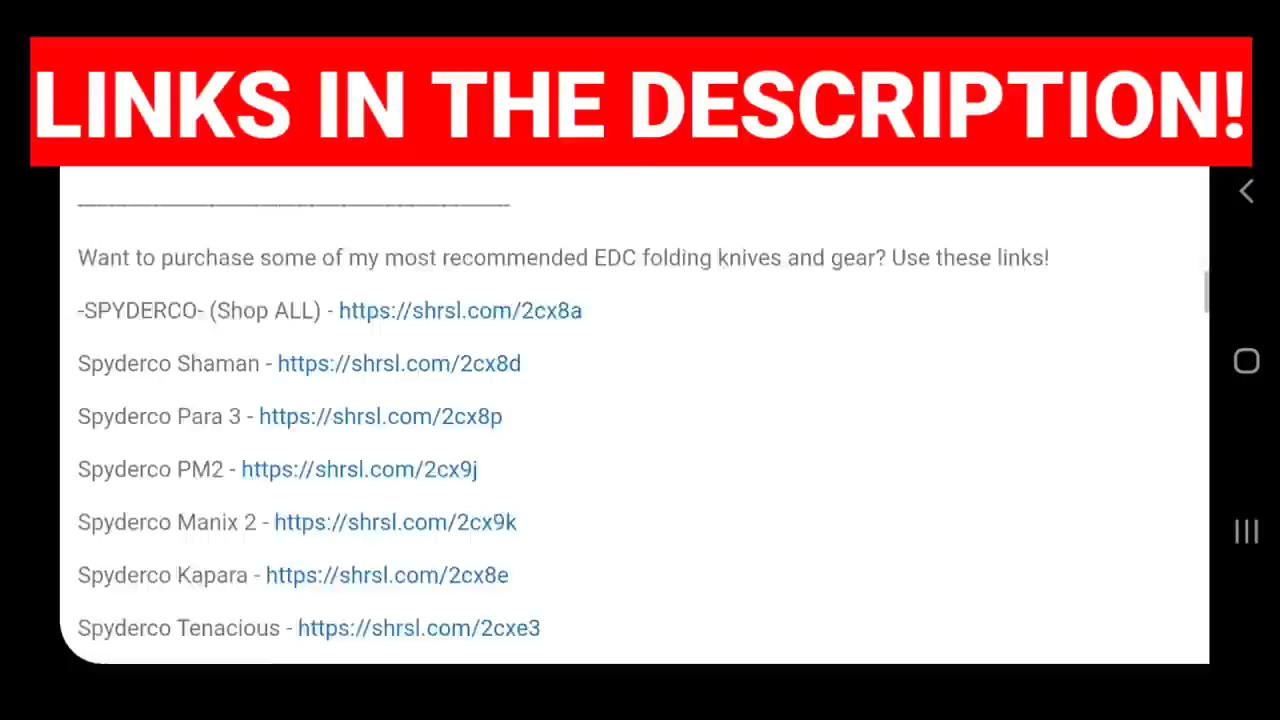 LINKS IN THE DESCRIPTION!
Want to purchase some of my most recommended EDC folding knives and gear? Use these links!
-SPYDERCO- (Shop ALL) - https://shrsl.com/2cx8a
Spyderco Shaman - https://shrsl.com/2cx8d
Spyderco Para 3 - https://shrsl.com/2cx8p
Spyderco PM2 - https://shrsl.com/2cx9j
Spyderco Manix 2 - https://shrsl.com/2cx9k
Spyderco Kapara - https://shrsl.com/2cx8e
Spyderco Tenacious - https://shrsl.com/2cxe3